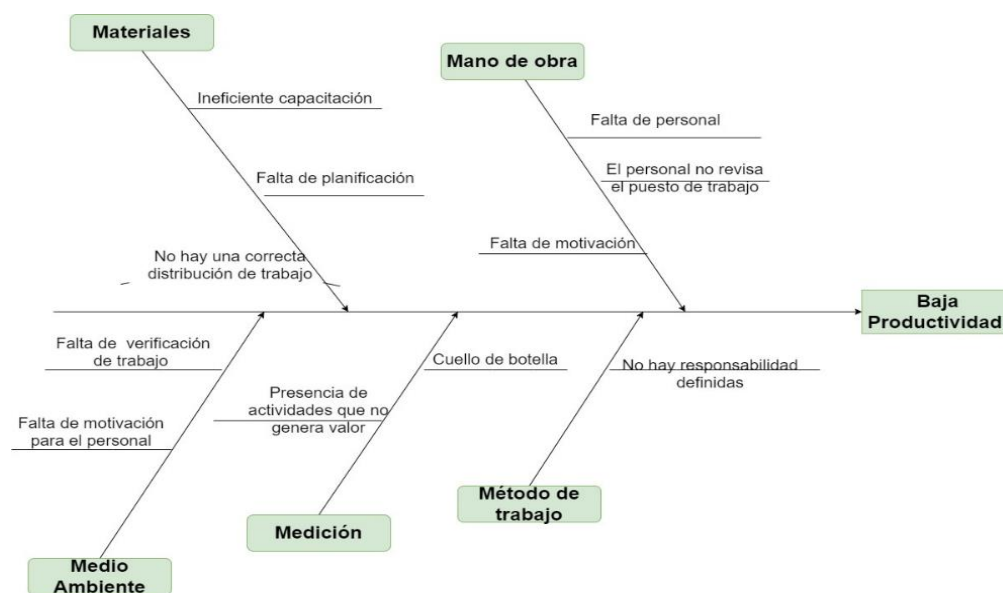 Materiales
Mano de obra
Ineficiente capacitación
Falta de personal
Falta de planificación
El personal no revisa
el puesto de trabajo
Falta de motivación
No hay una correcta
distribución de trabajo
Baja
Productividad
Falta de verificación
de trabajo
Cuello de botella
No hay responsabilidad
definidas
Presencia de
actividades que no
genera valor
Falta de motivación
para el personal
Método de
trabajo
Medición
Medio
Ambiente